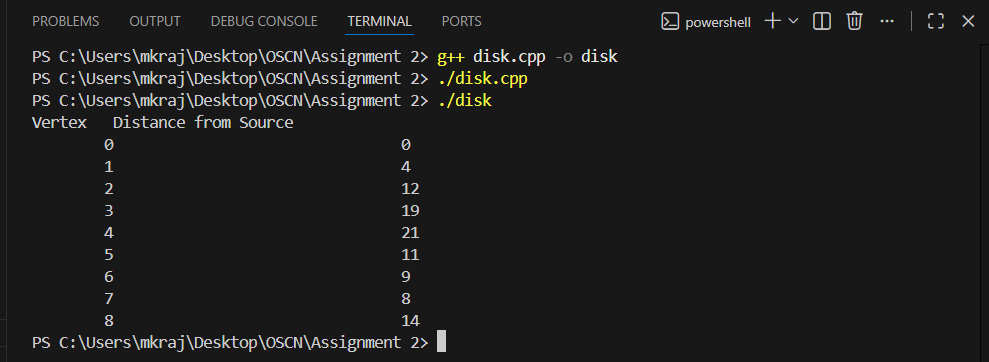 PROBLEMS OUTPUT DEBUG CONSOLE TERMINAL PORTS powershell
PS C:\Users\mkraj\Desktop\OSCN\Assignment 2> g++ disk.cpp -o disk
PS C:\Users\mkraj\Desktop\OSCN\Assignment 2> ./disk.cpp
PS C:\Users\mkraj\Desktop\OSCN\Assignment 2> ./disk
Vertex Distance from Source
0 0
1 4
2 12
3 19
4 21
5 11
6 9
7 8
8 14
PS C:\Users\mkraj\Desktop\OSCN\Assignment 2>